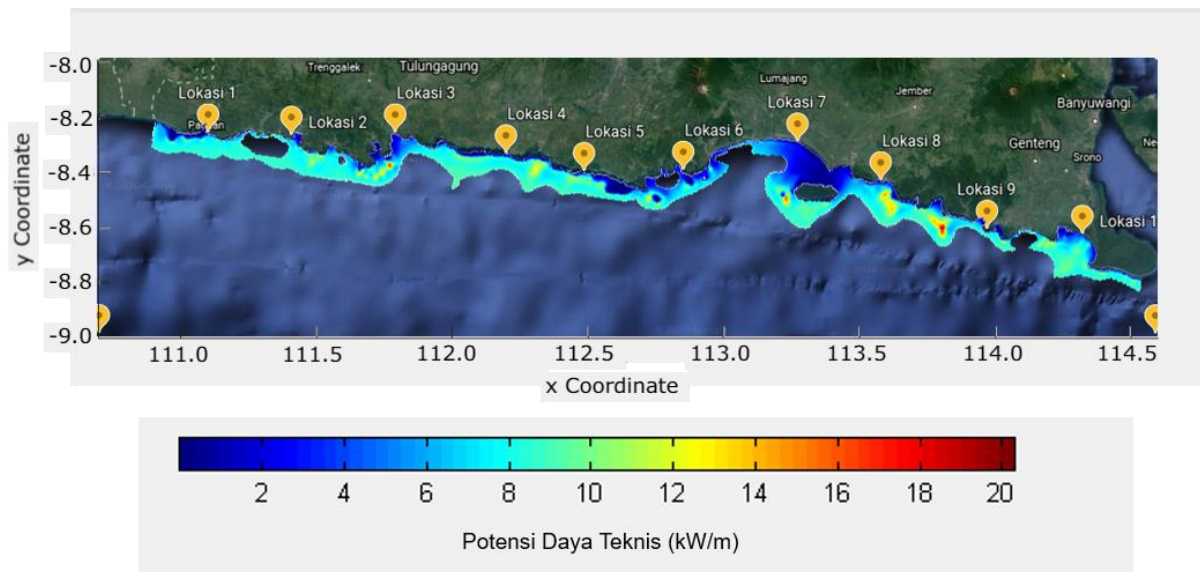 -8.0
-8.2
-8.4
-8.6
-8.8
-9.0
y Coordinate
Trenggalek
Tulungagung
Lumajang
Jember
Banyuwangi
Genteng
Srono
Lokasi 1
Lokasi 2
Lokasi 3
Lokasi 4
Lokasi 5
Lokasi 6
Lokasi 7
Lokasi 8
Lokasi 9
Lokasi 1
111.0 111.5 112.0 112.5 113.0 113.5 114.0 114.5
x Coordinate
2 4 6 8 10 12 14 16 18 20
Potensi Daya Teknis (kW/m)